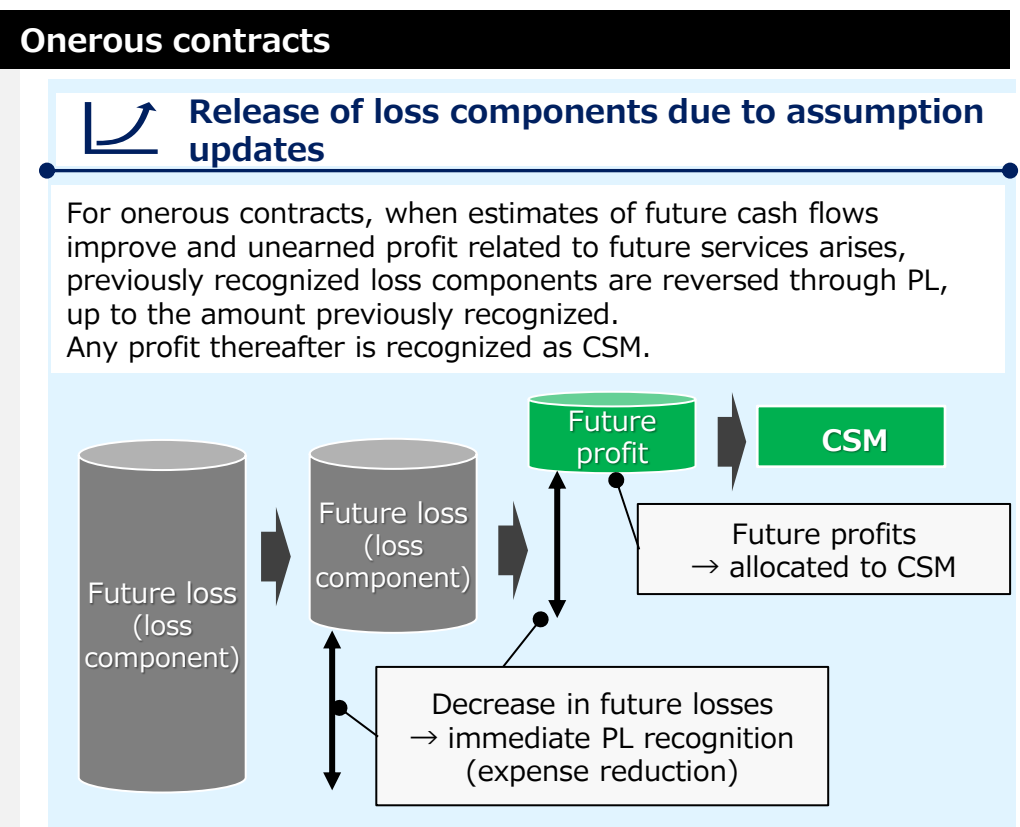 Onerous contracts
Release of loss components due to assumption
updates
For onerous contracts, when estimates of future cash flows
improve and unearned profit related to future services arises,
previously recognized loss components are reversed through PL,
up to the amount previously recognized.
Any profit thereafter is recognized as CSM.
Future loss
(loss
component)
Future loss
(loss
component)
Future
profit
CSM
Future profits
→ allocated to CSM
Decrease in future losses
→ immediate PL recognition
(expense reduction)